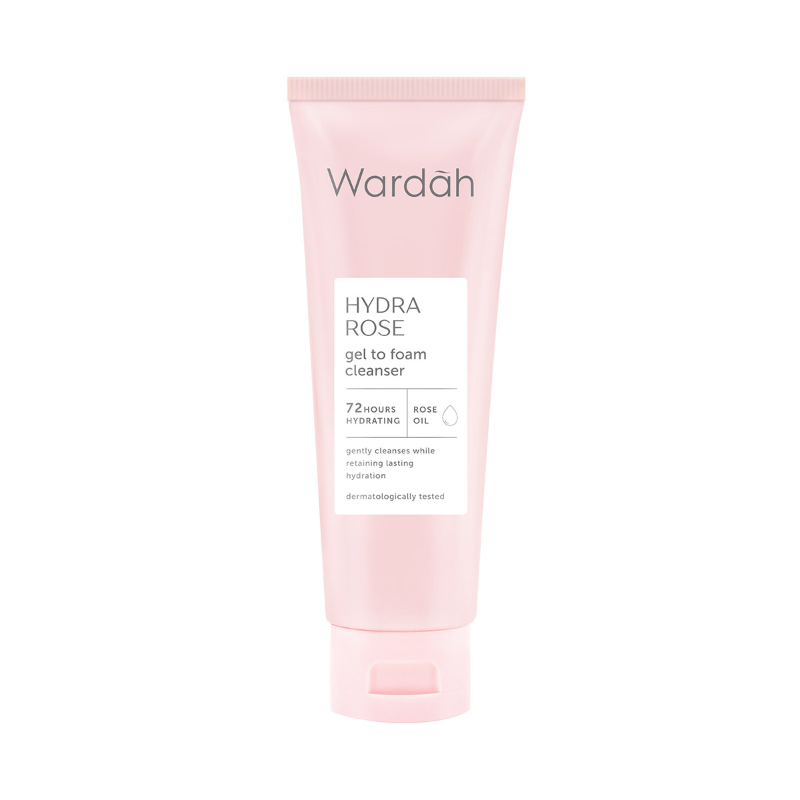 Wardãh
HYDRA
ROSE
gel to foam
cleanser
72 HOURS
HYDRATING
ROSE
OIL
gently cleanses while
retaining lasting
hydration
dermatologically tested